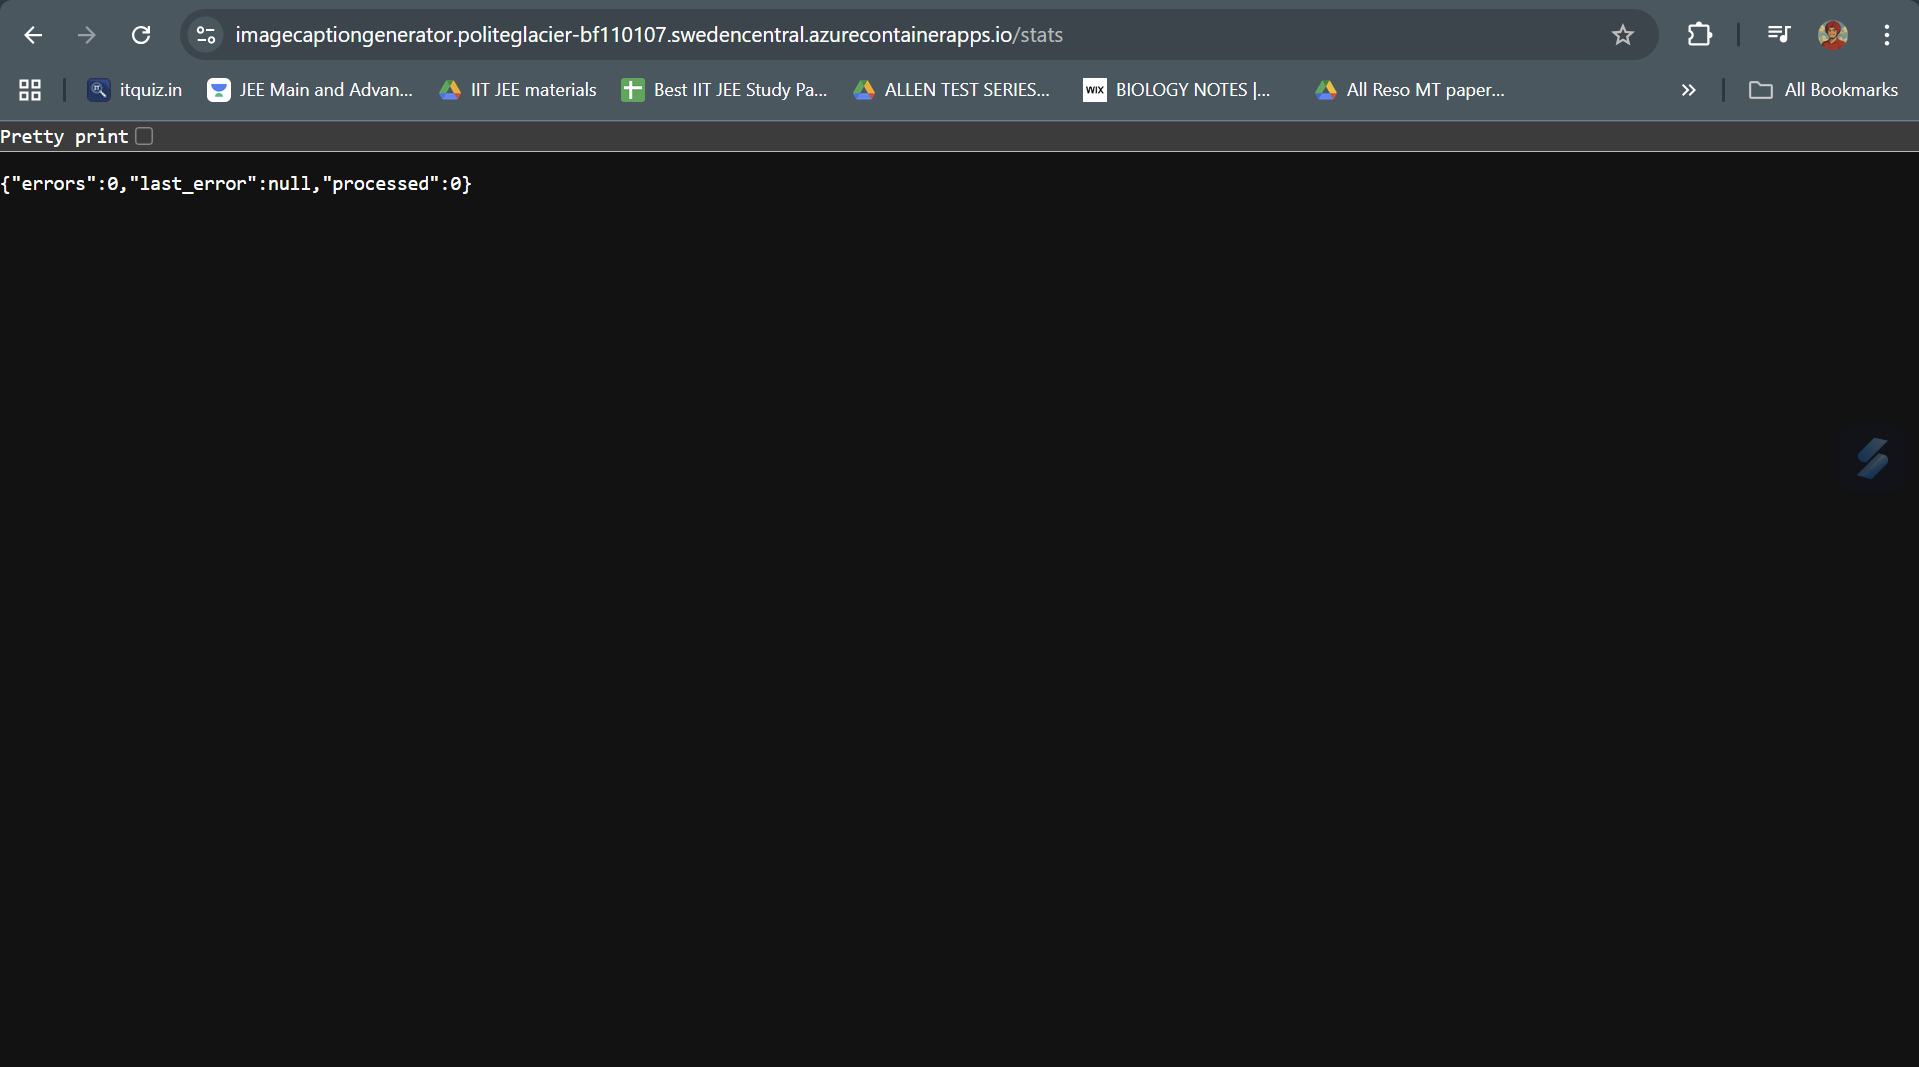 imagecaptiongenerator.politeglacier-bf110107.swedencentral.azurecontainerapps.io/stats
itquiz.in JEE Main and Advan... IIT JEE materials Best IIT JEE Study Pa... ALLEN TEST SERIES... WIX BIOLOGY NOTES |... All Reso MT paper... » All Bookmarks
Pretty print
{"errors":0,"last_error":null,"processed":0}